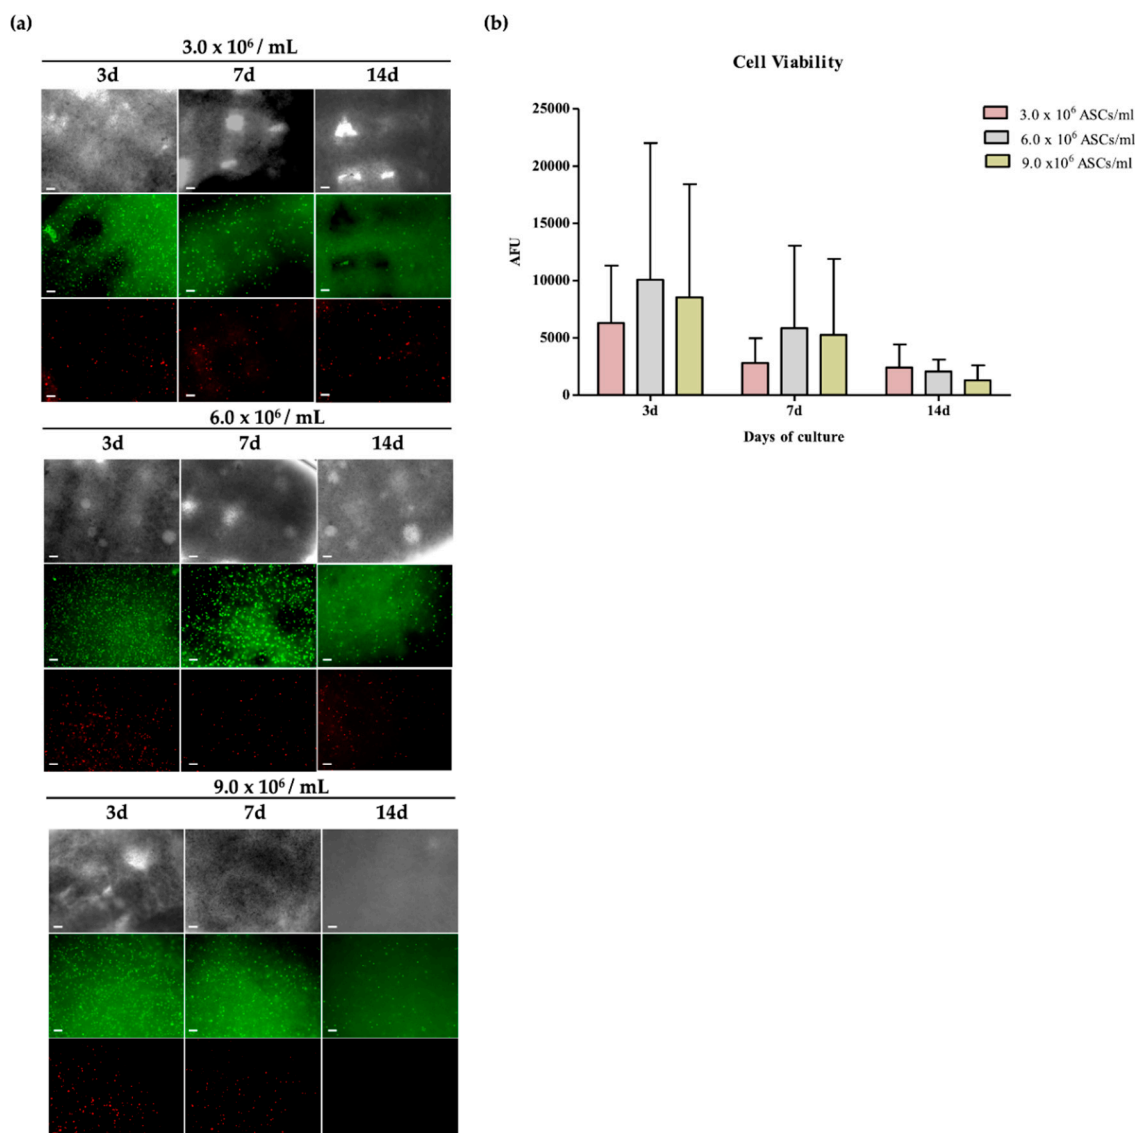 (a)
3.0 x 10⁶ / mL
3d 7d 14d
6.0 x 10⁶ / mL
3d 7d 14d
9.0 x 10⁶ / mL
3d 7d 14d
(b)
Cell Viability
25000
20000
15000
10000
5000
0
AFU
3d 7d 14d
Days of culture
3.0 x 10⁶ ASCs/ml
6.0 x 10⁶ ASCs/ml
9.0 x10⁶ ASCs/ml